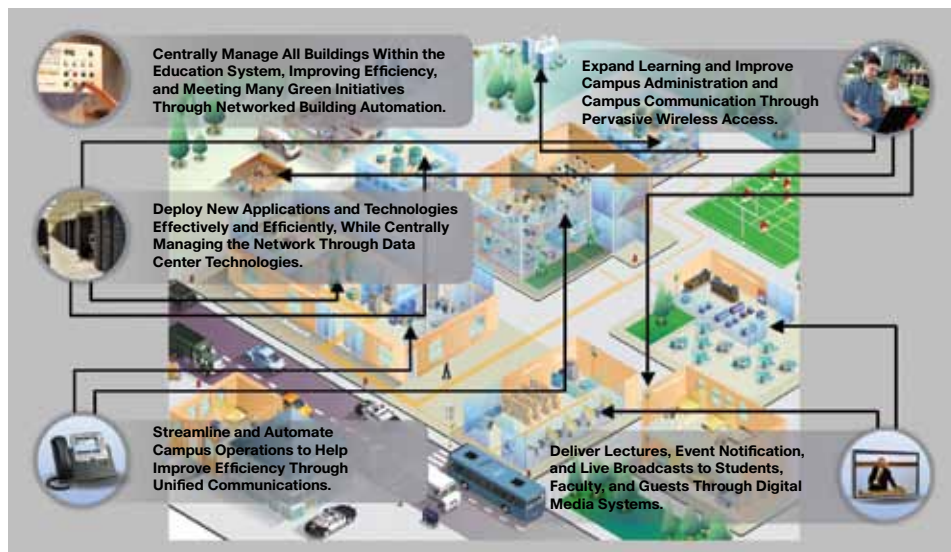 Centrally Manage All Buildings Within the
Education System, Improving Efficiency,
and Meeting Many Green Initiatives
Through Networked Building Automation.
Expand Learning and Improve
Campus Administration and
Campus Communication Through
Pervasive Wireless Access.
Deploy New Applications and Technologies
Effectively and Efficiently, While Centrally
Managing the Network Through Data
Center Technologies.
Streamline and Automate
Campus Operations to Help
Improve Efficiency Through
Unified Communications.
Deliver Lectures, Event Notification,
and Live Broadcasts to Students,
Faculty, and Guests Through Digital
Media Systems.